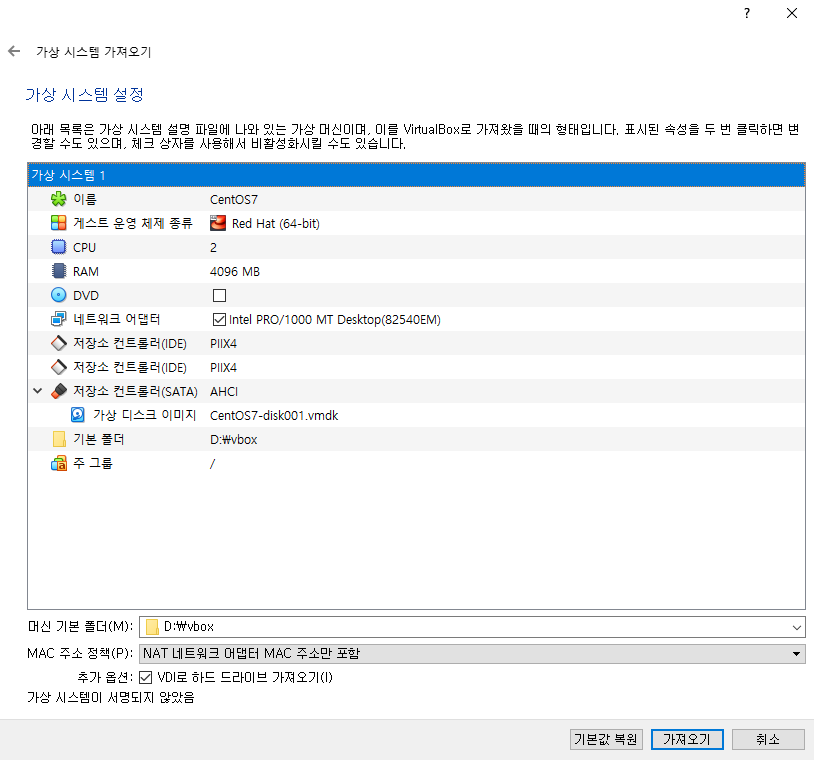 ?
가상 시스템 가져오기
가상 시스템 설정
아래 목록은 가상 시스템 설명 파일에 나와 있는 가상 머신이며, 이를 VirtualBox로 가져왔을 때의 형태입니다. 표시된 속성을 두 번 클릭하면 변
경할 수도 있으며, 체크 상자를 사용해서 비활성화시킬 수도 있습니다.
가상 시스템 1
이름 CentOS7
게스트 운영 체제 종류 Red Hat (64-bit)
CPU 2
RAM 4096 MB
DVD
네트워크 어댑터 Intel PRO/1000 MT Desktop(82540EM)
저장소 컨트롤러(IDE) PIIX4
저장소 컨트롤러(IDE) PIIX4
저장소 컨트롤러(SATA) AHCI
가상 디스크 이미지 CentOS7-disk001.vmdk
기본 폴더 D:₩vbox
주 그룹 /
머신 기본 폴더(M): D:₩vbox
MAC 주소 정책(P): NAT 네트워크 어댑터 MAC 주소만 포함
추가 옵션: VDI로 하드 드라이브 가져오기(I)
가상 시스템이 서명되지 않았음
기본값 복원 가져오기 취소